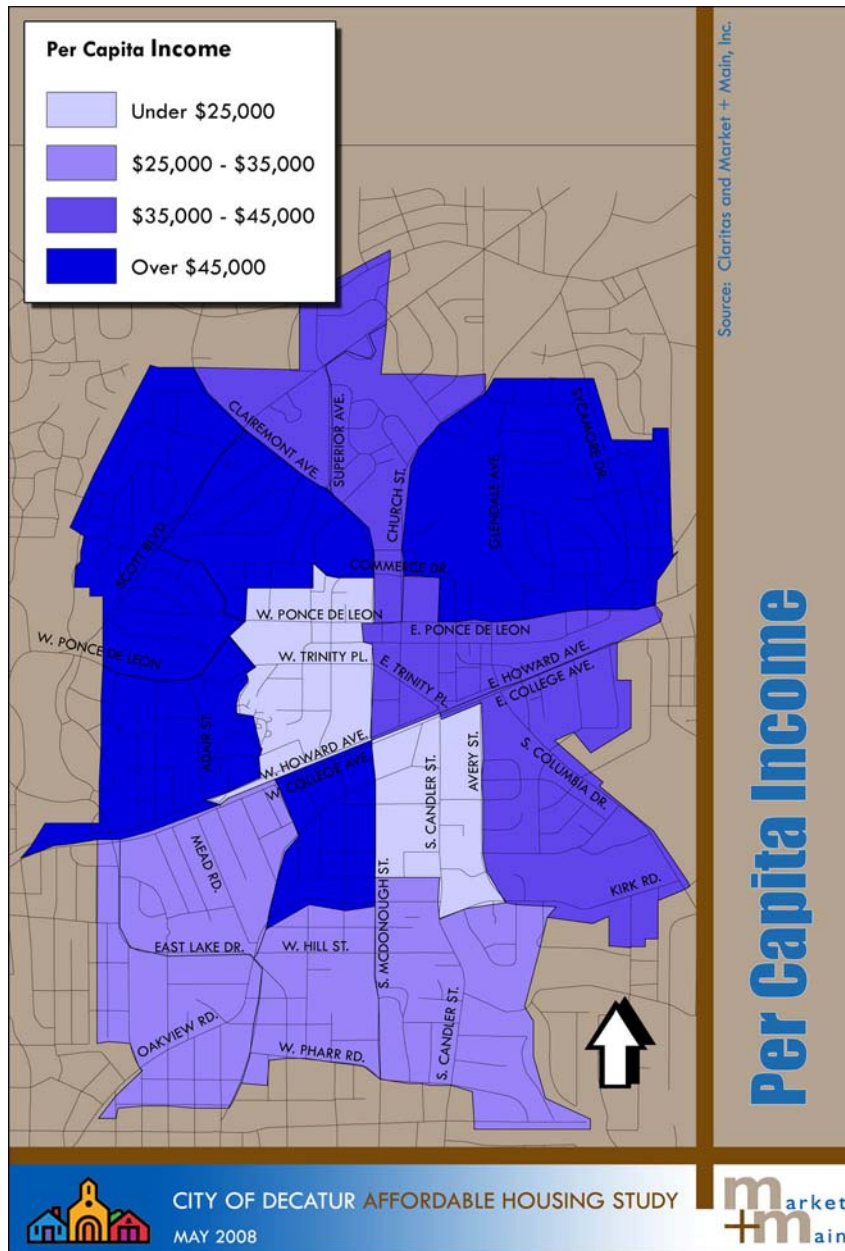 Per Capita Income
Under $25,000
$25,000 - $35,000
$35,000 - $45,000
Over $45,000
Source: Claritas and Market + Main, Inc.
CLAIREMONT AVE.
SUPERIOR AVE.
CHURCH ST.
GLENDALE AVE.
SYCAMORE DR.
SCOTT BLVD.
COMMERCE DR.
W. PONCE DE LEON
E. PONCE DE LEON
W. PONCE DE LEON
W. TRINITY PL.
E. TRINITY PL.
E. HOWARD AVE.
E. COLLEGE AVE.
ADAIR ST.
W. HOWARD AVE.
W. COLLEGE AVE.
S. CANDLER ST.
AVERY ST.
S. COLUMBIA DR.
MEAD RD.
KIRK RD.
S. MCDONOUGH ST.
EAST LAKE DR.
W. HILL ST.
OAKVIEW RD.
W. PHARR RD.
S. CANDLER ST.
Per Capita Income
CITY OF DECATUR AFFORDABLE HOUSING STUDY
MAY 2008
market
+main